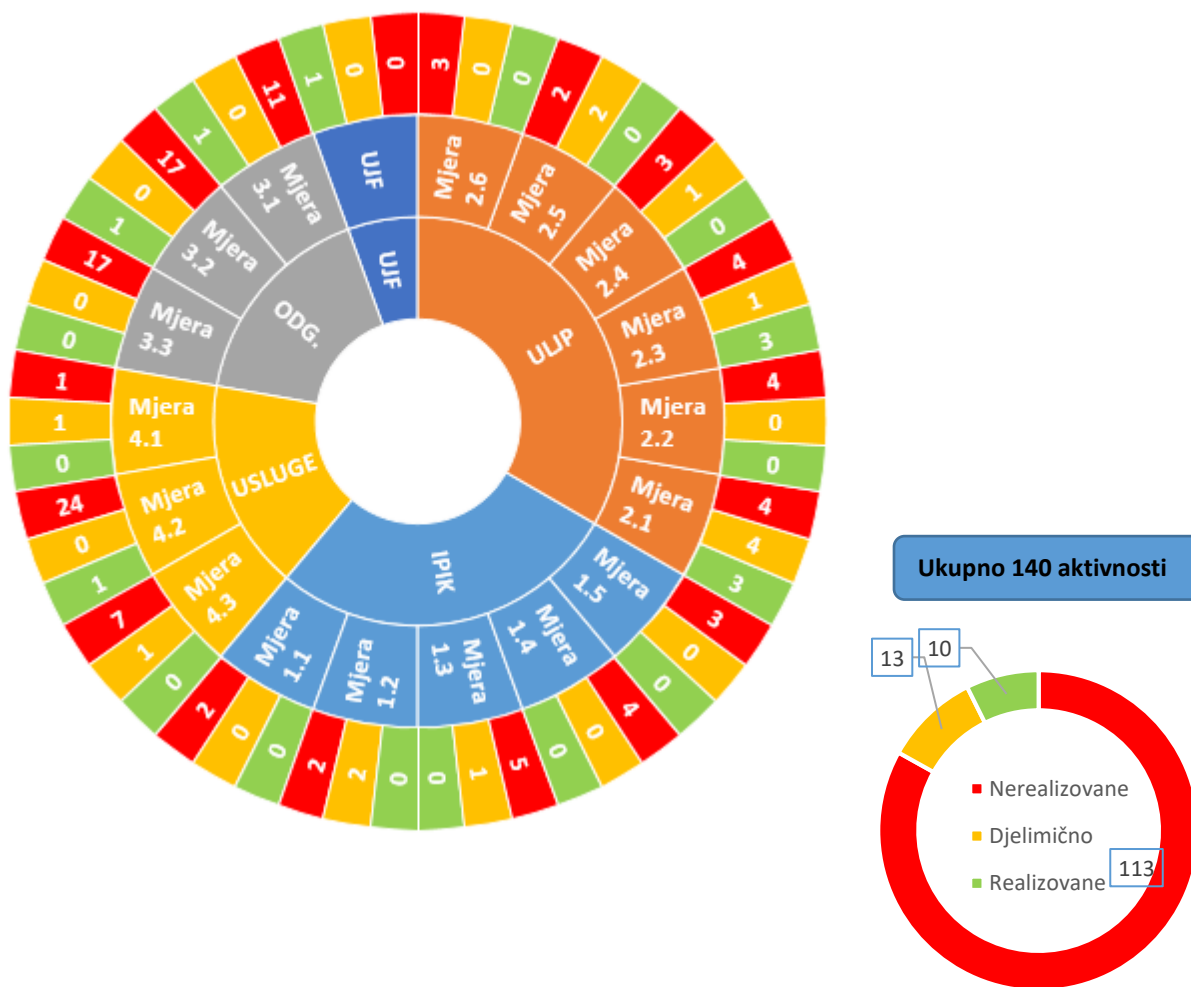 3
0
0
2
2
0
3
1
0
4
1
3
4
0
0
4
4
3
3
0
0
4
0
0
5
1
0
0
2
2
0
0
2
0
1
7
1
0
24
0
1
1
0
0
17
1
0
17
1
0
11
1
0
0
Mjera
2.6
Mjera
2.5
Mjera
2.4
Mjera
2.3
Mjera
2.2
Mjera
2.1
Mjera
1.5
Mjera
1.4
Mjera
1.3
Mjera
1.2
Mjera
1.1
Mjera
4.3
Mjera
4.2
Mjera
4.1
Mjera
3.3
Mjera
3.2
Mjera
3.1
UJF
ULJP
IPIK
USLUGE
ODG.
UJF
Ukupno 140 aktivnosti
13
10
Nerealizovane
Djelimično
Realizovane
113